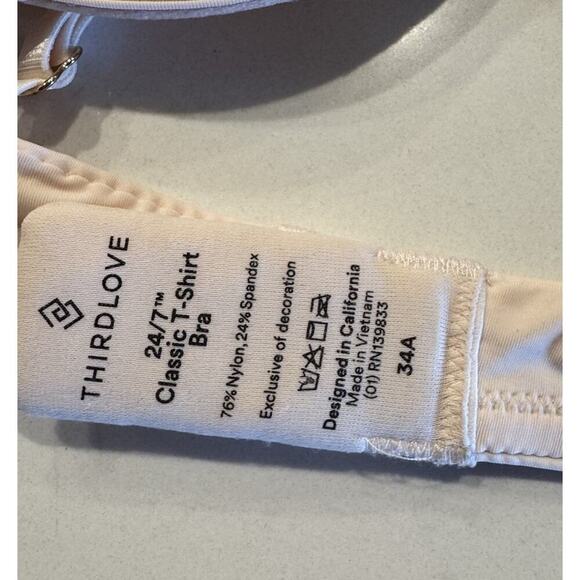 THIRDLOVE
24/7™
Classic T-Shirt
Bra
76% Nylon, 24% Spandex
Exclusive of decoration
Designed in California
Made in Vietnam
(01) RN139833
34A